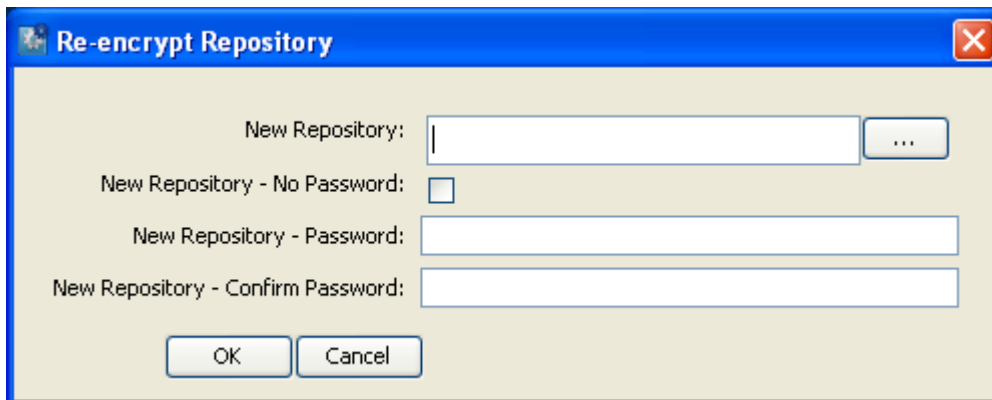 Re-encrypt Repository
New Repository:
...
New Repository - No Password:
New Repository - Password:
New Repository - Confirm Password:
OK Cancel